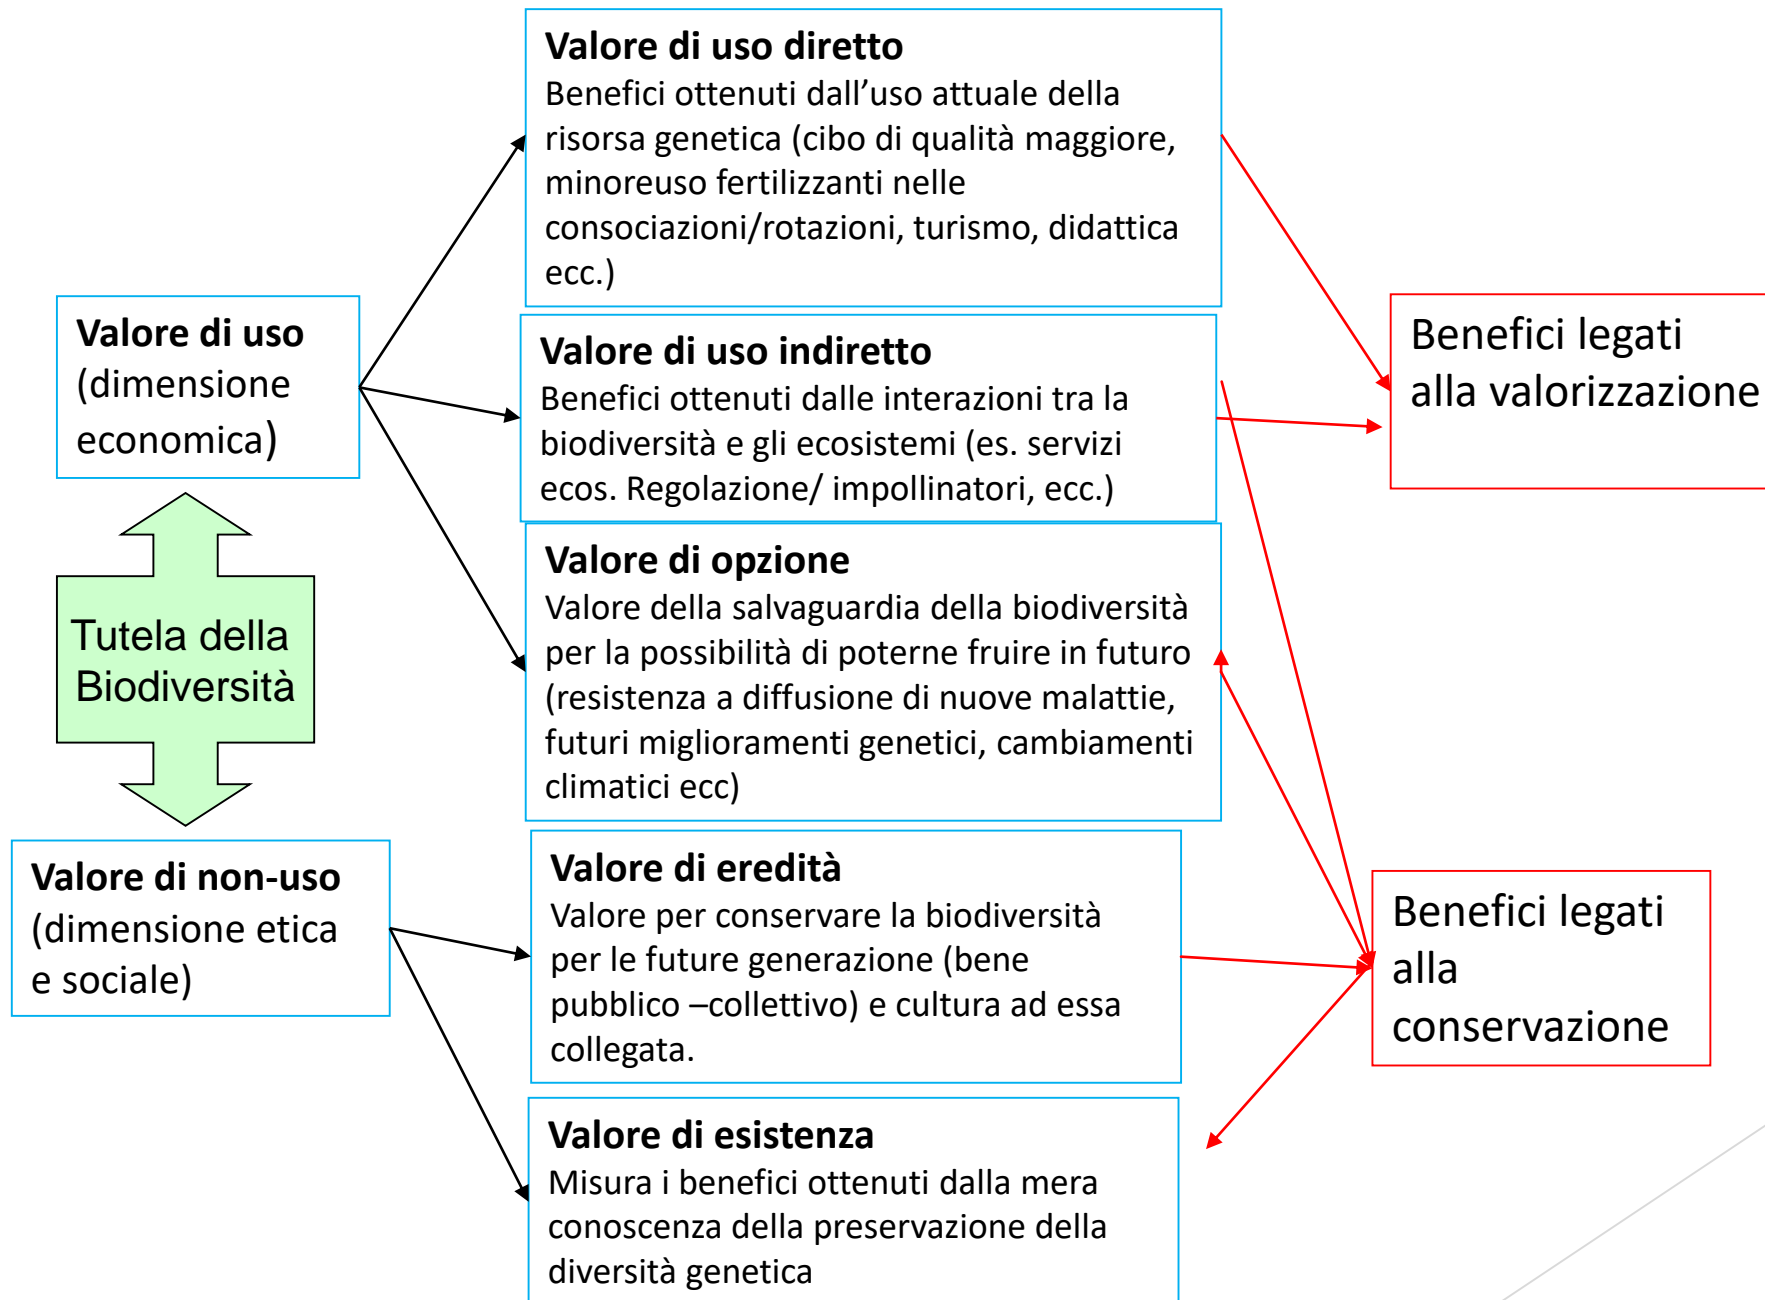 Valore di uso diretto
Benefici ottenuti dall’uso attuale della
risorsa genetica (cibo di qualità maggiore,
minoreuso fertilizzanti nelle
consociazioni/rotazioni, turismo, didattica
ecc.)
Valore di uso
(dimensione
economica)
Valore di uso indiretto
Benefici ottenuti dalle interazioni tra la
biodiversità e gli ecosistemi (es. servizi
ecos. Regolazione/ impollinatori, ecc.)
Benefici legati
alla valorizzazione
Valore di opzione
Valore della salvaguardia della biodiversità
per la possibilità di poterne fruire in futuro
(resistenza a diffusione di nuove malattie,
futuri miglioramenti genetici, cambiamenti
climatici ecc)
Tutela della
Biodiversità
Valore di non-uso
(dimensione etica
e sociale)
Valore di eredità
Valore per conservare la biodiversità
per le future generazione (bene
pubblico –collettivo) e cultura ad essa
collegata.
Benefici legati
alla
conservazione
Valore di esistenza
Misura i benefici ottenuti dalla mera
conoscenza della preservazione della
diversità genetica